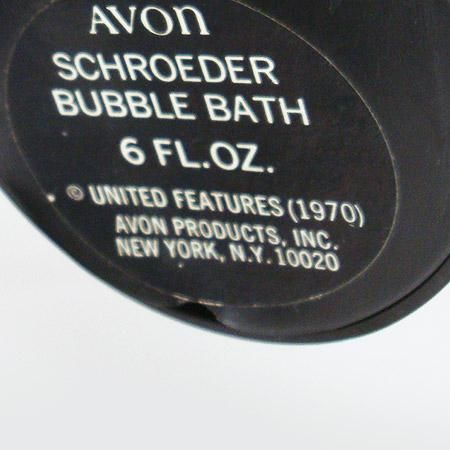 AVON
SCHROEDER
BUBBLE BATH
6 FL.OZ.
© UNITED FEATURES (1970)
AVON PRODUCTS, INC.
NEW YORK, N.Y. 10020